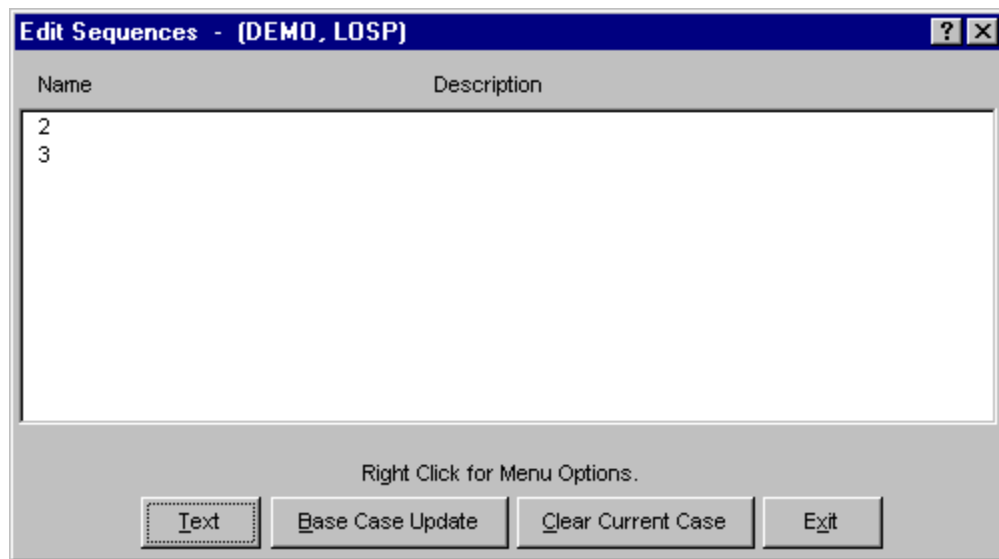 Edit Sequences - (DEMO, LOSP)
? X
Name Description
2
3
Right Click for Menu Options.
Text Base Case Update Clear Current Case Exit